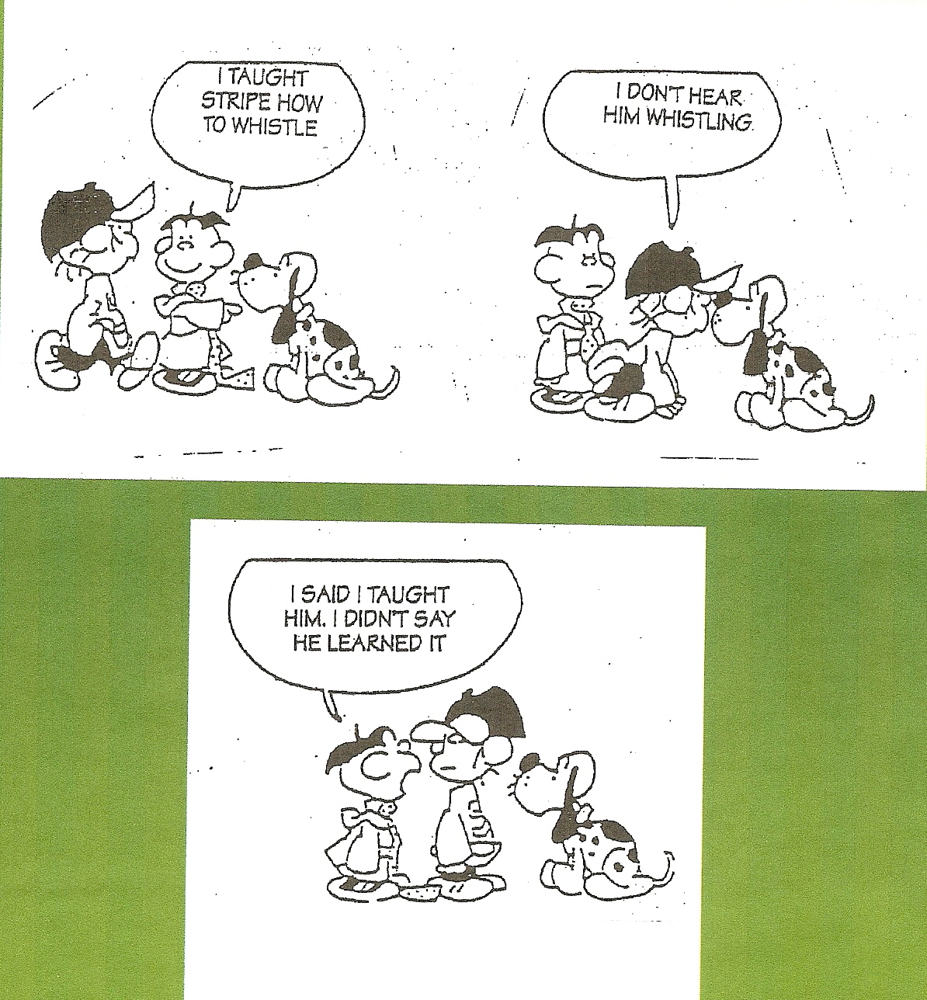 I TAUGHT
STRIPE HOW
TO WHISTLE
I DON'T HEAR
HIM WHISTLING
I SAID I TAUGHT
HIM. I DIDN'T SAY
HE LEARNED IT